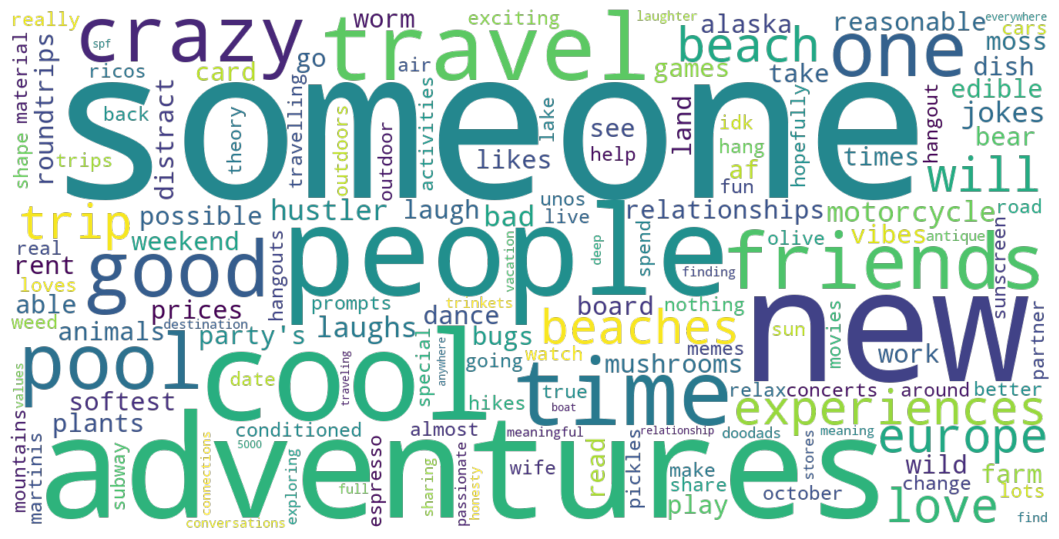 crazy
worm
travel
exciting
laughter
alaska
reasonable
everywhere
cars
really
spf
go
air
beach
one
moss
ricos
card
games
take
dish
shape
material
roundtrips
back
someone
edible
jokes
trips
distract
theory
travelling
outdoors
outdoor
activities
lake
likes
see
help
land
idk
hang
af
fun
hopefully
times
hangout
bear
will
trip
possible
hustler
laugh
bad
unos
live
relationships
motorcycle
road
real
weekend
people
vacation
deep
spend
olive
vibes
antique
rent
good
hangouts
finding
friends
sunscreen
loves
able
prices
prompts
trinkets
board
nothing
new
weed
animals
destination
party's
laughs
dance
bugs
beaches
sun
movies
pool
cool
special
going
watch
memes
work
partner
values
date
traveling
anywhere
time
mushrooms
softest
hikes
true
boat
relax
concerts
around
better
plants
experiences
mountains
martinis
conditioned
almost
meaningful
relationship
doodads
meaning
europe
subway
adventures
5000
espresso
wife
read
pickles
make
stores
wild
farm
connections
exploring
full
sharing
passionate
honesty
share
play
october
change
love
lots
conversations
find